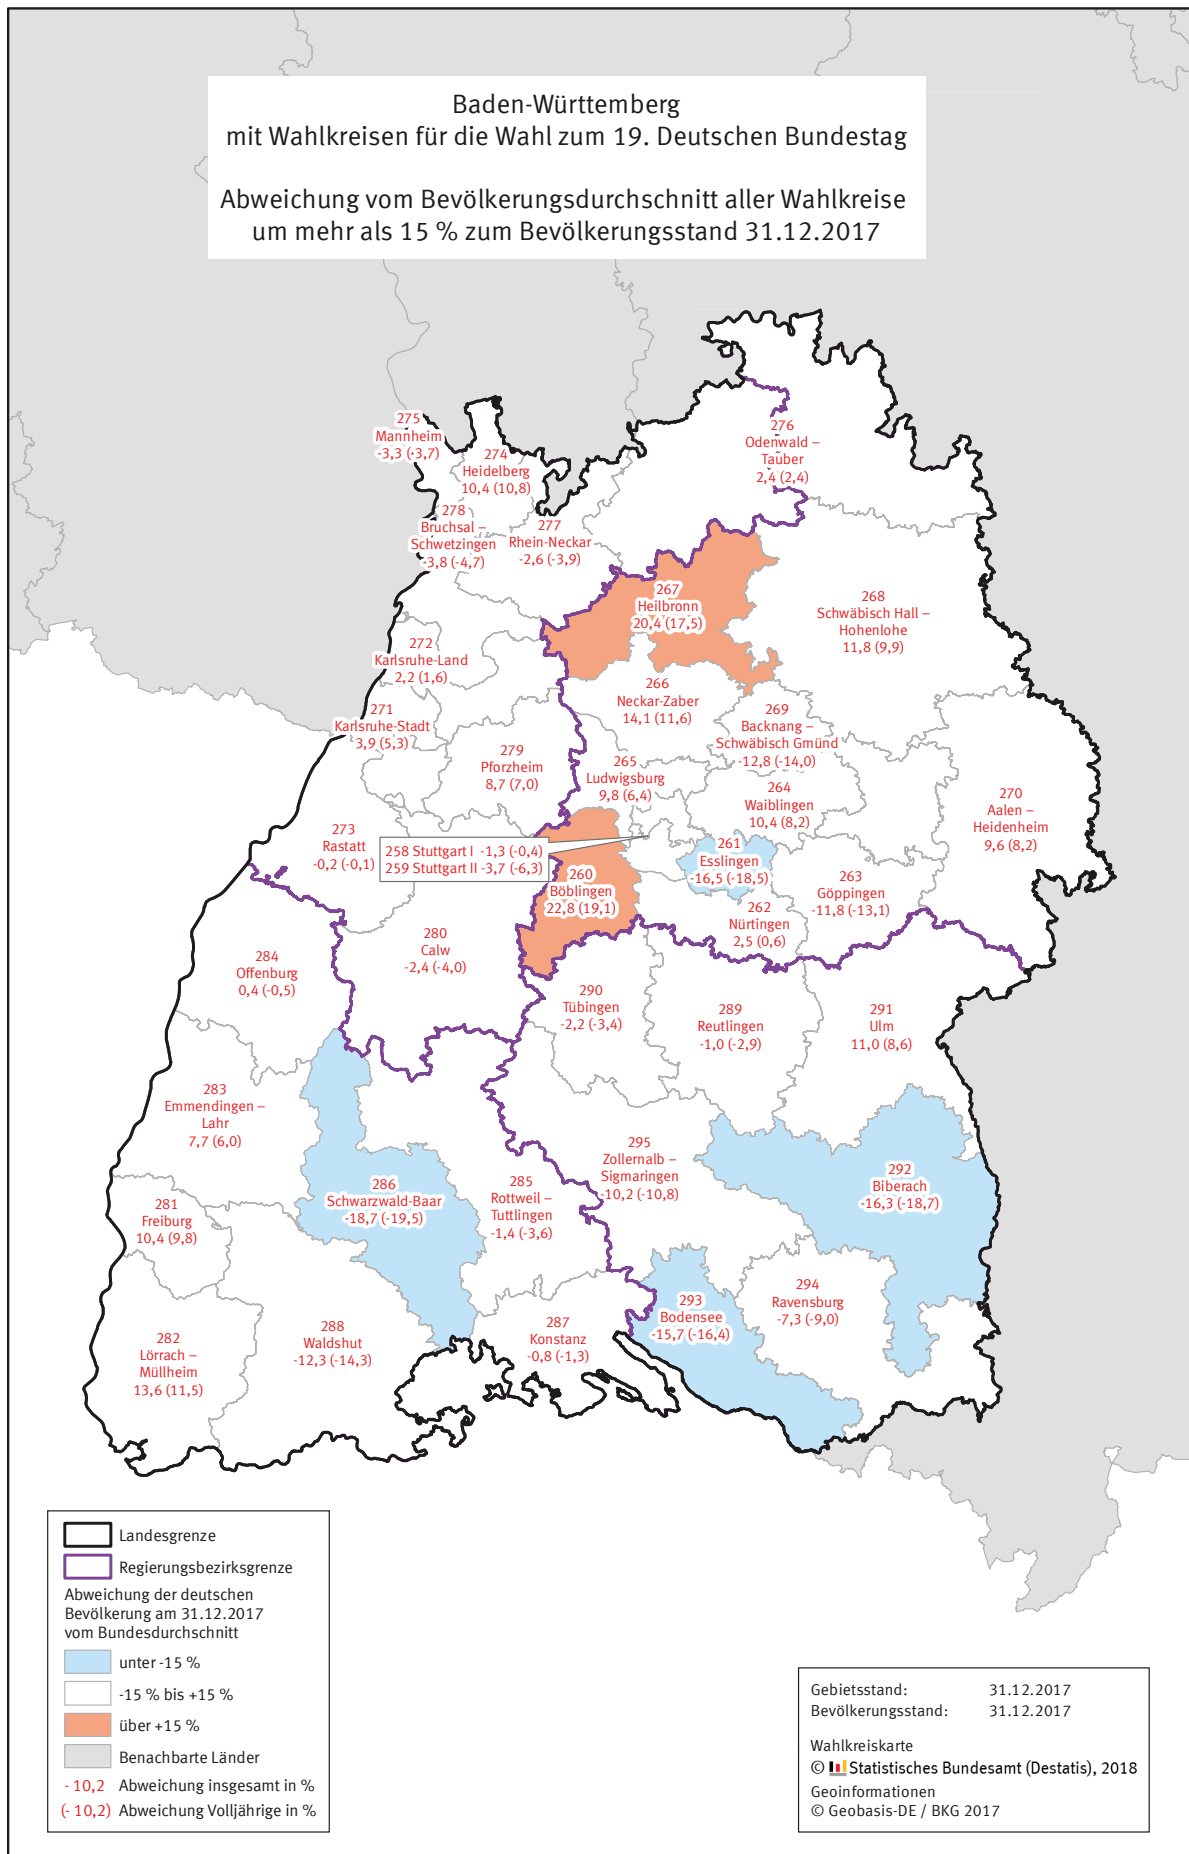 Baden-Württemberg
mit Wahlkreisen für die Wahl zum 19. Deutschen Bundestag
Abweichung vom Bevölkerungsdurchschnitt aller Wahlkreise
um mehr als 15 % zum Bevölkerungsstand 31.12.2017
275
Mannheim
-3,3 (-3,7)
274
Heidelberg
10,4 (10,8)
276
Odenwald –
Tauber
2,4 (2,4)
278
Bruchsal –
Schwetzingen
-3,8 (-4,7)
277
Rhein-Neckar
-2,6 (-3,9)
267
Heilbronn
20,4 (17,5)
268
Schwäbisch Hall –
Hohenlohe
11,8 (9,9)
272
Karlsruhe-Land
2,2 (1,6)
266
Neckar-Zaber
14,1 (11,6)
271
Karlsruhe-Stadt
3,9 (5,3)
269
Backnang –
Schwäbisch Gmünd
-12,8 (-14,0)
279
Pforzheim
8,7 (7,0)
265
Ludwigsburg
9,8 (6,4)
264
Waiblingen
10,4 (8,2)
270
Aalen –
Heidenheim
9,6 (8,2)
273
Rastatt
-0,2 (-0,1)
258 Stuttgart I -1,3 (-0,4)
259 Stuttgart II -3,7 (-6,3)
261
Esslingen
-16,5 (-18,5)
260
Böblingen
22,8 (19,1)
263
Göppingen
-11,8 (-13,1)
262
Nürtingen
2,5 (0,6)
280
Calw
-2,4 (-4,0)
284
Offenburg
0,4 (-0,5)
290
Tübingen
-2,2 (-3,4)
289
Reutlingen
-1,0 (-2,9)
291
Ulm
11,0 (8,6)
283
Emmendingen –
Lahr
7,7 (6,0)
295
Zollernalb –
Sigmaringen
-10,2 (-10,8)
292
Biberach
-16,3 (-18,7)
286
Schwarzwald-Baar
-18,7 (-19,5)
285
Rottweil –
Tuttlingen
-1,4 (-3,6)
281
Freiburg
10,4 (9,8)
294
Ravensburg
-7,3 (-9,0)
293
Bodensee
-15,7 (-16,4)
287
Konstanz
-0,8 (-1,3)
288
Waldshut
-12,3 (-14,3)
282
Lörrach –
Müllheim
13,6 (11,5)
Landesgrenze
Regierungsbezirksgrenze
Abweichung der deutschen
Bevölkerung am 31.12.2017
vom Bundesdurchschnitt
unter -15 %
-15 % bis +15 %
über +15 %
Benachbarte Länder
- 10,2 Abweichung insgesamt in %
(- 10,2) Abweichung Volljährige in %
Gebietsstand: 31.12.2017
Bevölkerungsstand: 31.12.2017
Wahlkreiskarte
© Statistisches Bundesamt (Destatis), 2018
Geoinformationen
© Geobasis-DE / BKG 2017